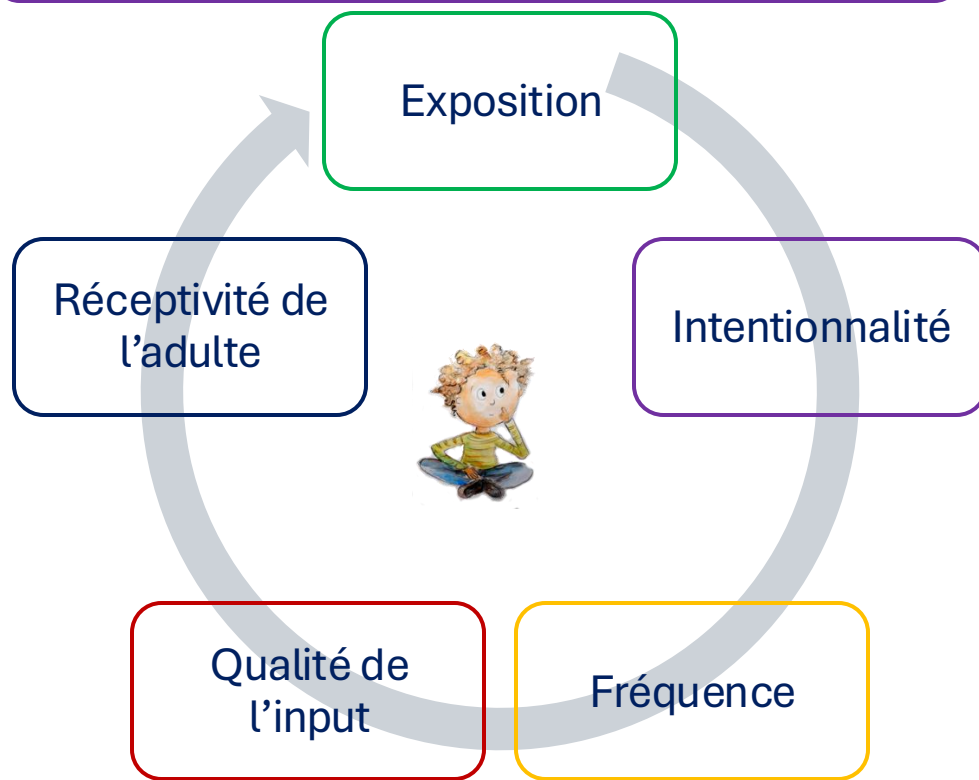 Exposition
Intentionnalité
Fréquence
Qualité de
l’input
Réceptivité de
l’adulte